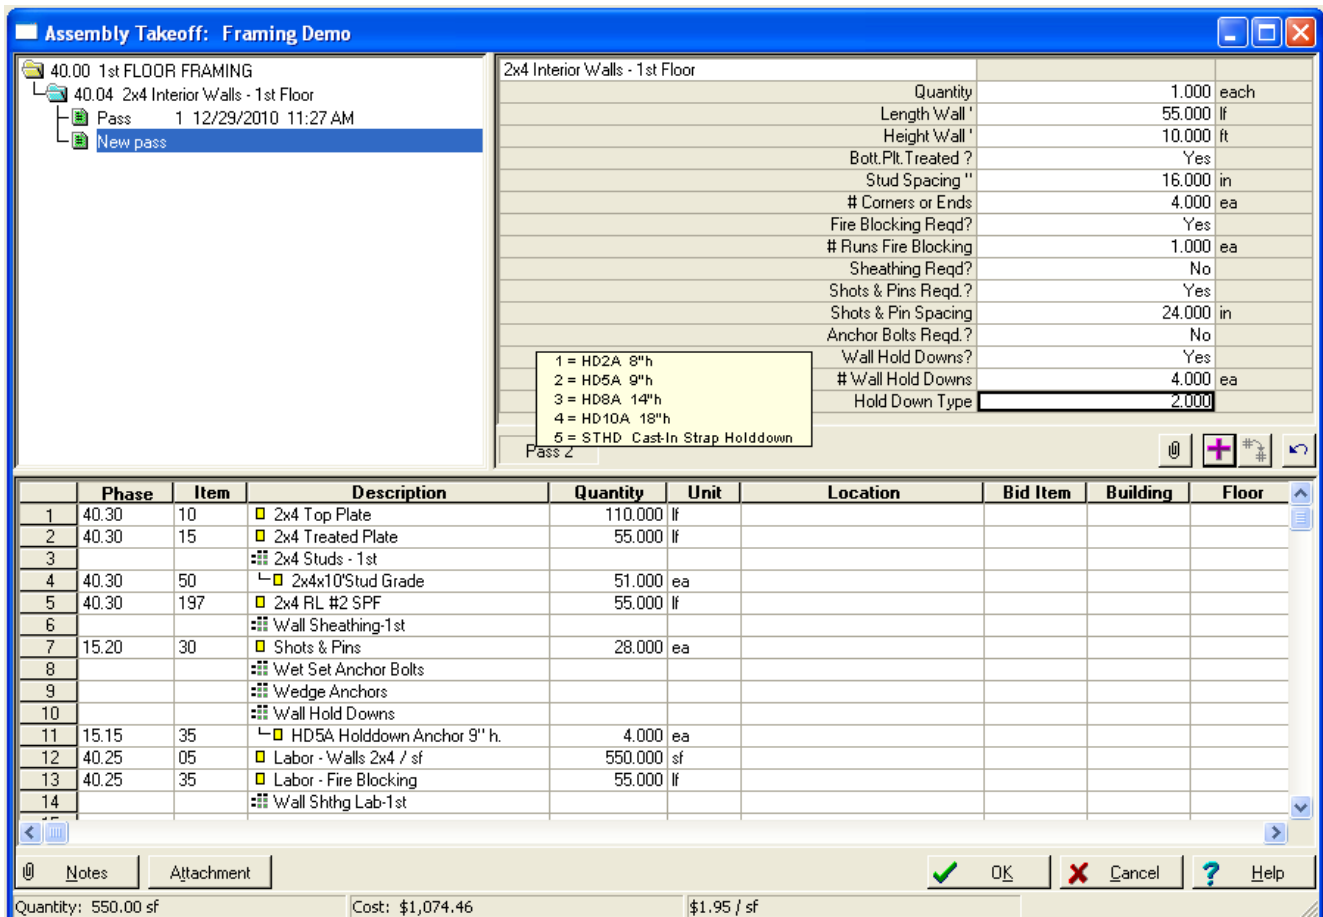 Assembly Takeoff: Framing Demo
40.00 1st FLOOR FRAMING
40.04 2x4 Interior Walls - 1st Floor
Pass 1 12/29/2010 11:27 AM
New pass
2x4 Interior Walls - 1st Floor
Quantity 1.000 each
Length Wall ' 55.000 lf
Height Wall ' 10.000 ft
Bott.Plt.Treated ? Yes
Stud Spacing " 16.000 in
# Corners or Ends 4.000 ea
Fire Blocking Reqd? Yes
# Runs Fire Blocking 1.000 ea
Sheathing Reqd? No
Shots & Pins Reqd.? Yes
Shots & Pin Spacing 24.000 in
Anchor Bolts Reqd.? No
Wall Hold Downs? Yes
# Wall Hold Downs 4.000 ea
Hold Down Type 2.000
1 = HD2A 8"h
2 = HD5A 9"h
3 = HD8A 14"h
4 = HD10A 18"h
5 = STHD Cast-In Strap Holddown
Pass 2
Phase Item Description Quantity Unit Location Bid Item Building Floor
1 40.30 10 2x4 Top Plate 110.000 lf
2 40.30 15 2x4 Treated Plate 55.000 lf
3 2x4 Studs - 1st
4 40.30 50 2x4x10'Stud Grade 51.000 ea
5 40.30 197 2x4 RL #2 SPF 55.000 lf
6 Wall Sheathing-1st
7 15.20 30 Shots & Pins 28.000 ea
8 Wet Set Anchor Bolts
9 Wedge Anchors
10 Wall Hold Downs
11 15.15 35 HD5A Holddown Anchor 9" h. 4.000 ea
12 40.25 05 Labor - Walls 2x4 / sf 550.000 sf
13 40.25 35 Labor - Fire Blocking 55.000 lf
14 Wall Shthg Lab-1st
Notes Attachment OK Cancel Help
Quantity: 550.00 sf Cost: $1,074.46 $1.95 / sf